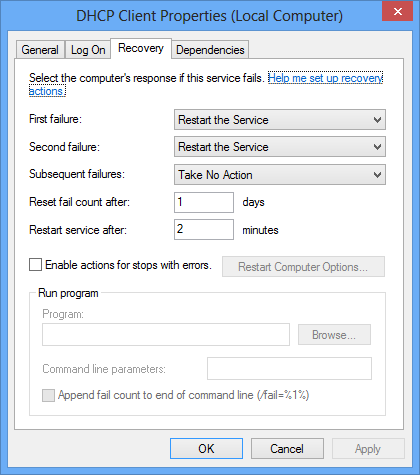 DHCP Client Properties (Local Computer)
General Log On Recovery Dependencies
Select the computer's response if this service fails. Help me set up recovery
actions.
First failure: Restart the Service
Second failure: Restart the Service
Subsequent failures: Take No Action
Reset fail count after: 1 days
Restart service after: 2 minutes
Enable actions for stops with errors. Restart Computer Options...
Run program
Program:
Browse...
Command line parameters:
Append fail count to end of command line (/fail=%1%)
OK Cancel Apply